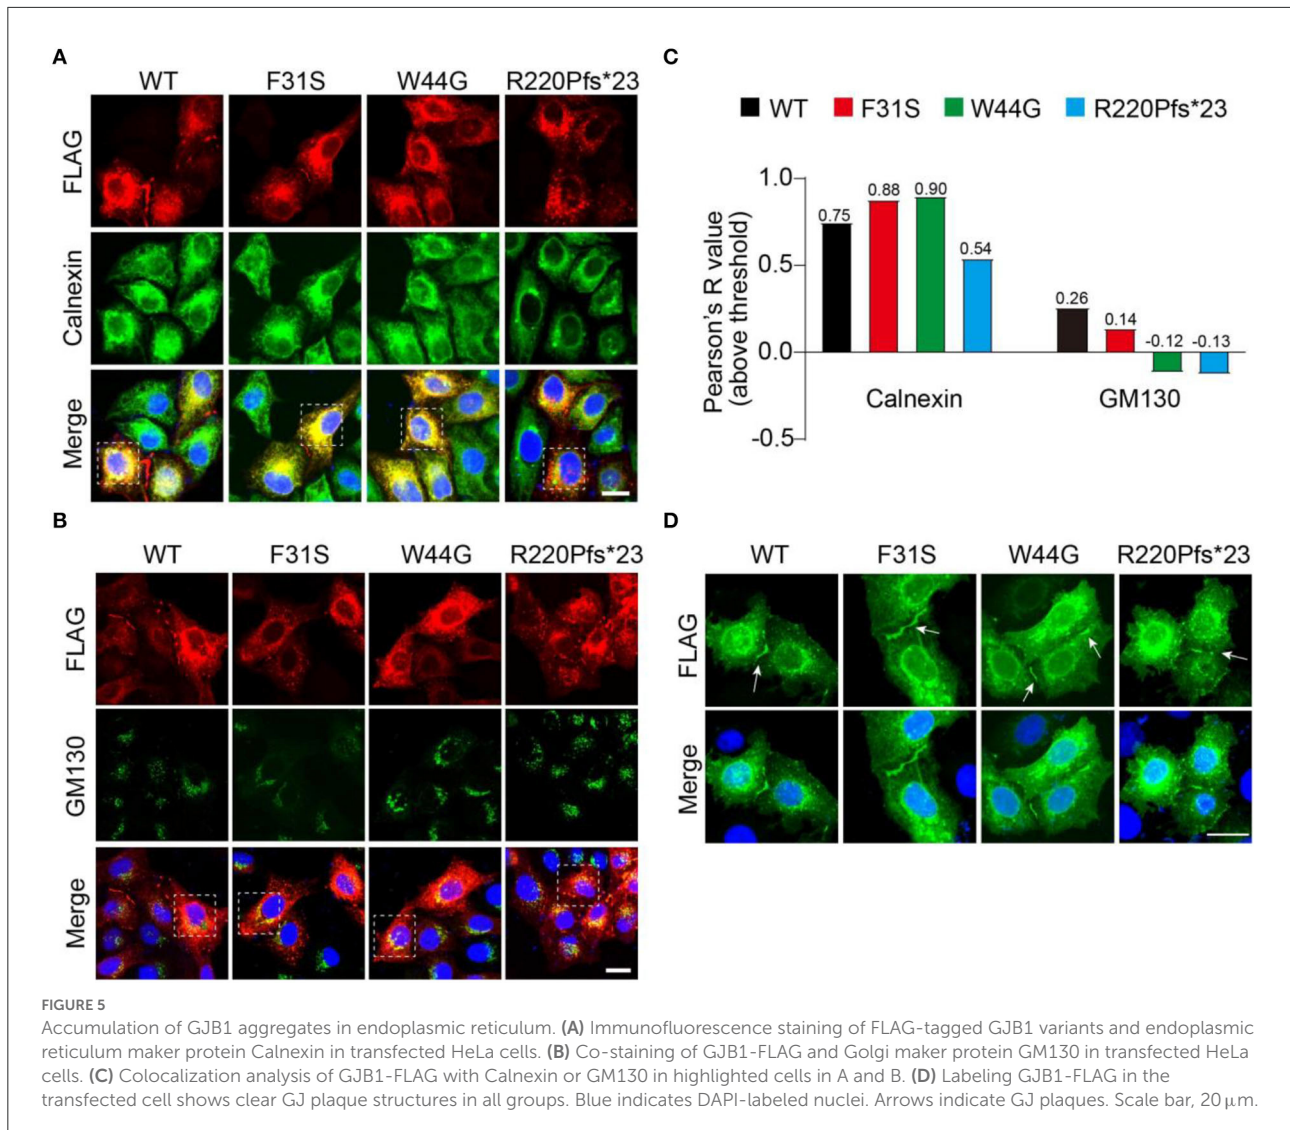 A
WT F31S W44G R220Pfs*23
FLAG
Calnexin
Merge
B
WT F31S W44G R220Pfs*23
FLAG
GM130
Merge
C
WT F31S W44G R220Pfs*23
Pearson's R value
(above threshold)
1.0
0.5
0.0
-0.5
0.75 0.88 0.90 0.54
0.26 0.14 -0.12 -0.13
Calnexin GM130
D
WT F31S W44G R220Pfs*23
FLAG
Merge
FIGURE 5
Accumulation of GJB1 aggregates in endoplasmic reticulum. (A) Immunofluorescence staining of FLAG-tagged GJB1 variants and endoplasmic
reticulum maker protein Calnexin in transfected HeLa cells. (B) Co-staining of GJB1-FLAG and Golgi maker protein GM130 in transfected HeLa
cells. (C) Colocalization analysis of GJB1-FLAG with Calnexin or GM130 in highlighted cells in A and B. (D) Labeling GJB1-FLAG in the
transfected cell shows clear GJ plaque structures in all groups. Blue indicates DAPI-labeled nuclei. Arrows indicate GJ plaques. Scale bar, 20 μm.